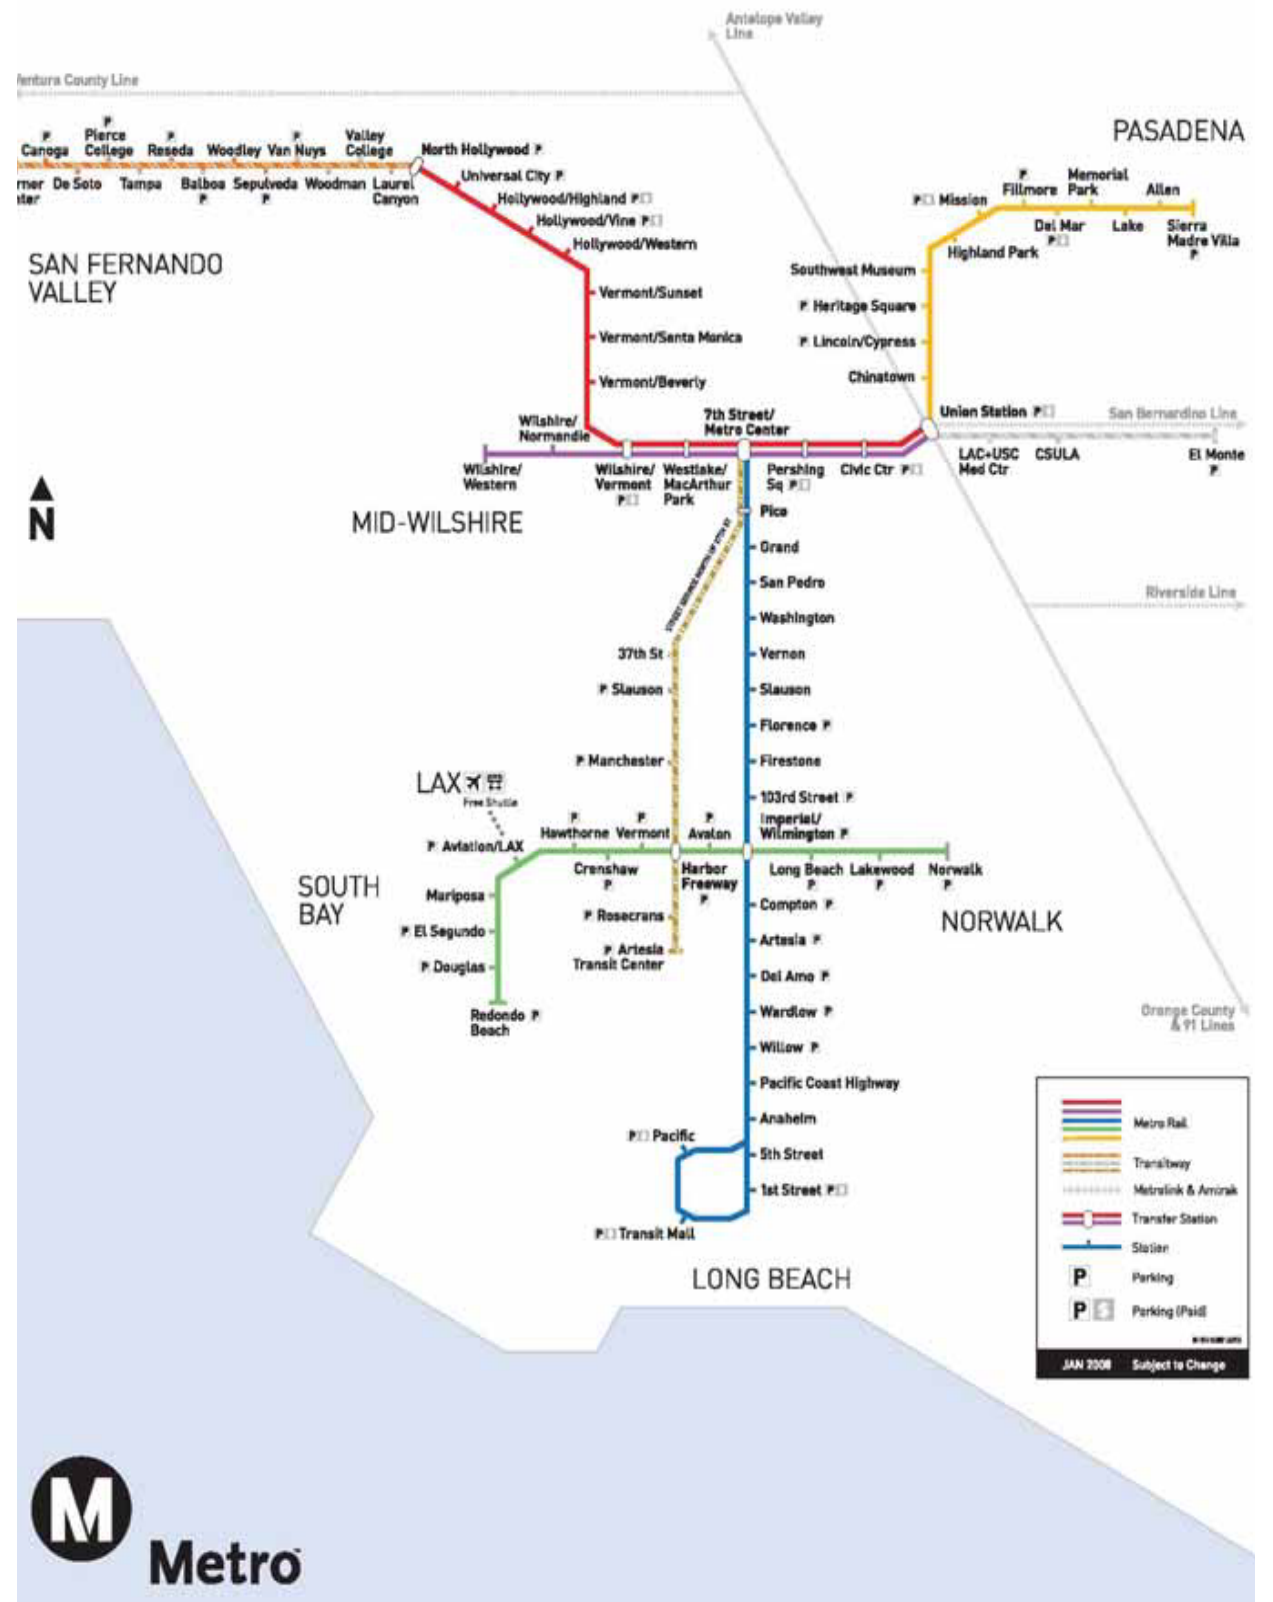 Antelope Valley
Line
Ventura County Line
PASADENA
Canoga
P
Pierce
College
P
Reseda
P
Woodley
Van Nuys
P
Valley
College
North Hollywood P
De Soto
Tampa
Balboa
P
Sepulveda
P
Woodman
Laurel
Canyon
Universal City P
Hollywood/Highland P
Hollywood/Vine P
Hollywood/Western
SAN FERNANDO
VALLEY
Vermont/Sunset
Vermont/Santa Monica
Vermont/Beverly
P Mission
P
Fillmore
Memorial
Park
Allen
Highland Park
Del Mar
P
Lake
Sierra
Madre Villa
P
Southwest Museum
P Heritage Square
P Lincoln/Cypress
Chinatown
Union Station P
San Bernardino Line
Wilshire/
Normandie
7th Street/
Metro Center
Wilshire/
Western
Wilshire/
Vermont
P
Westlake/
MacArthur
Park
Pershing
Sq P
Civic Ctr P
LAC+USC
Med Ctr
CSULA
El Monte
P
N
MID-WILSHIRE
Pico
Grand
San Pedro
Washington
Vernon
Slauson
Florence P
Firestone
103rd Street P
Imperial/
Wilmington P
Riverside Line
37th St
P Slauson
P Manchester
LAX
Free Shuttle
P Aviation/LAX
P
Hawthorne
P
Vermont
P
Avalon
Crenshaw
P
Harbor
Freeway
P
Long Beach
P
Lakewood
P
Norwalk
P
SOUTH
BAY
Mariposa
P El Segundo
P Douglas
Redondo P
Beach
P Rosecrans
P Artesia
Transit Center
NORWALK
Compton P
Artesia P
Del Amo P
Wardlow P
Willow P
Pacific Coast Highway
Anaheim
5th Street
1st Street P
P Pacific
P Transit Mall
LONG BEACH
Orange County
& 91 Lines
Metro Rail
Transitway
Metrolink & Amtrak
Transfer Station
Station
P Parking
P $ Parking (Paid)
JAN 2008 Subject to Change
M
Metro